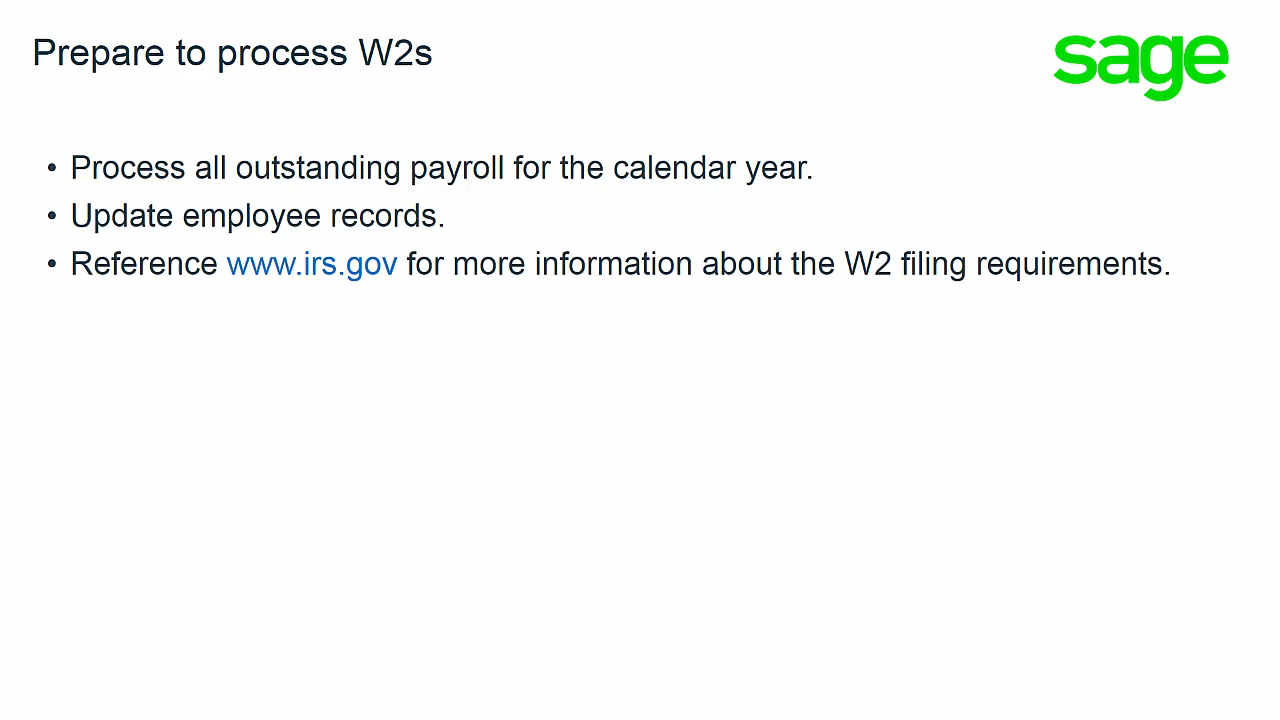 Prepare to process W2s
sage
• Process all outstanding payroll for the calendar year.
• Update employee records.
• Reference www.irs.gov for more information about the W2 filing requirements.